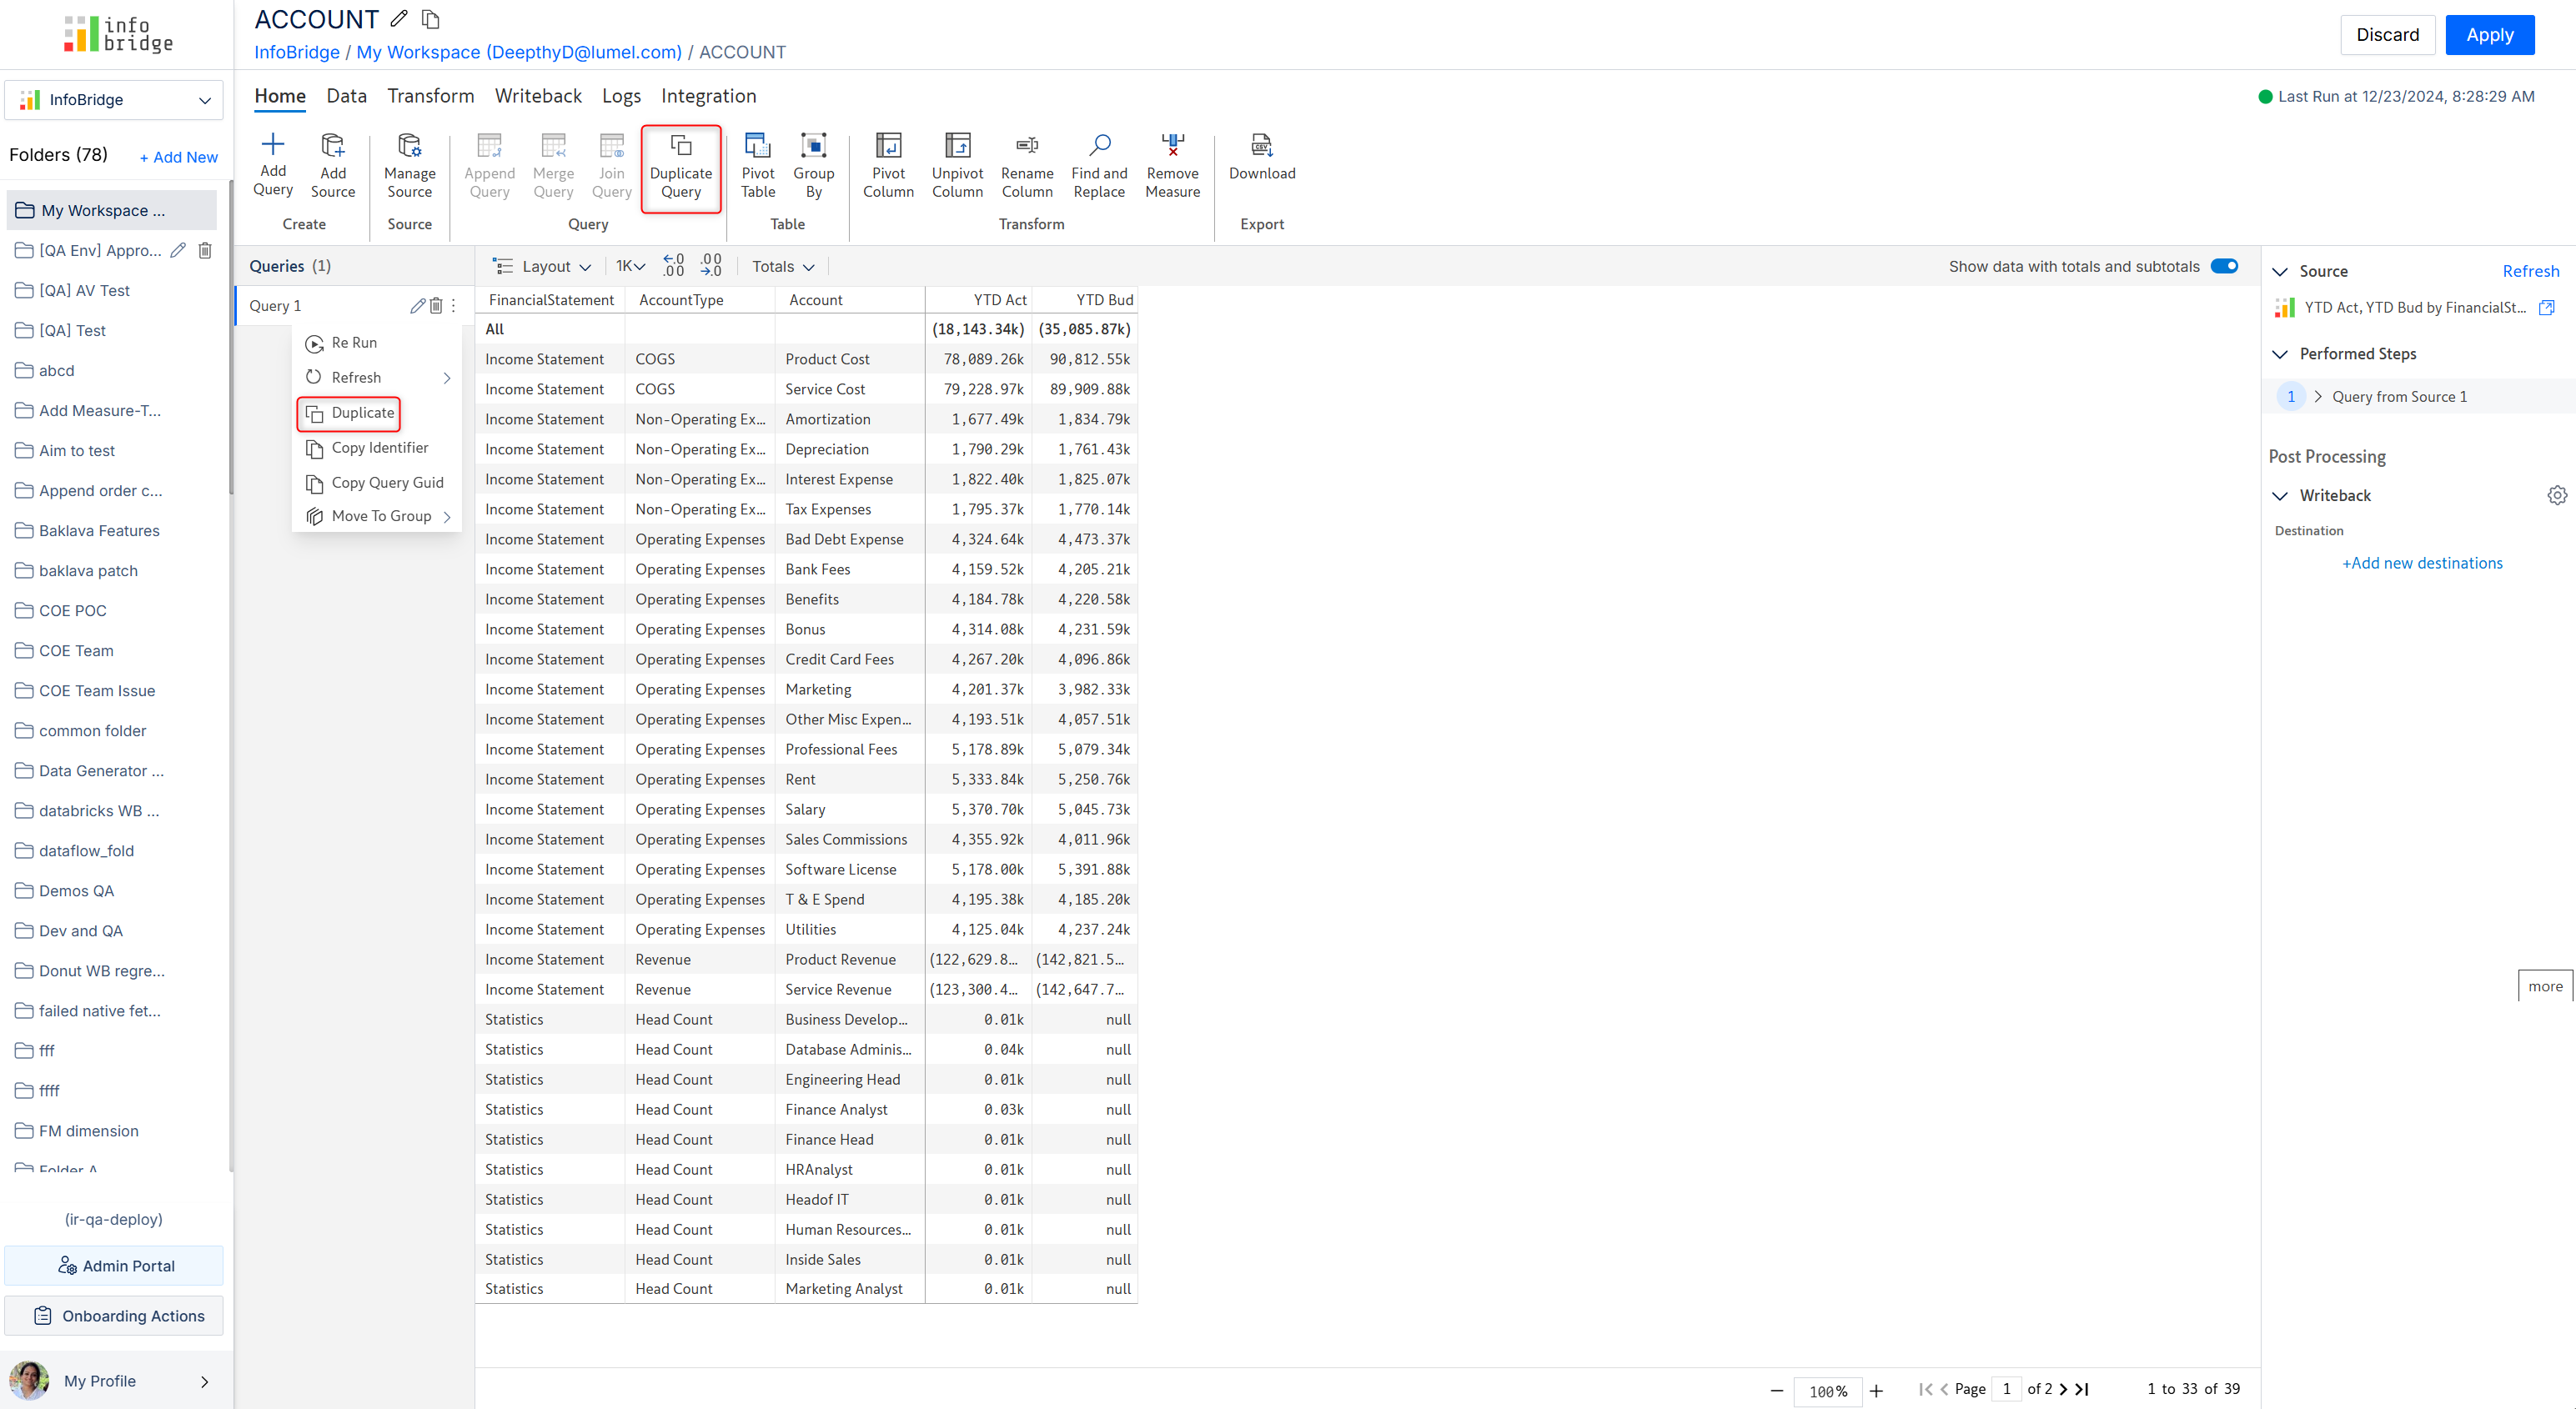 info
bridge
ACCOUNT
InfoBridge / My Workspace (DeepthyD@lumel.com) / ACCOUNT
Discard
Apply
InfoBridge
Folders (78)
+ Add New
My Workspace ...
[QA Env] Appro...
[QA] AV Test
[QA] Test
abcd
Add Measure-T...
Aim to test
Append order c...
Baklava Features
baklava patch
COE POC
COE Team
COE Team Issue
common folder
Data Generator ...
databricks WB ...
dataflow_fold
Demos QA
Dev and QA
Donut WB regre...
failed native fet...
fff
ffff
FM dimension
Folder A
(ir-qa-deploy)
Admin Portal
Onboarding Actions
My Profile
Home Data Transform Writeback Logs Integration
Last Run at 12/23/2024, 8:28:29 AM
Add Query
Add Source
Create
Manage Source
Source
Append Query
Merge Query
Join Query
Duplicate Query
Query
Pivot Table
Group By
Table
Pivot Column
Unpivot Column
Rename Column
Find and Replace
Remove Measure
Transform
CSV
Download
Export
Queries (1)
Query 1
Re Run
Refresh
Duplicate
Copy Identifier
Copy Query Guid
Move To Group
Layout 1K .0 .00 .00 .0 Totals
Show data with totals and subtotals
FinancialStatement AccountType Account YTD Act YTD Bud
All (18,143.34k) (35,085.87k)
Income Statement COGS Product Cost 78,089.26k 90,812.55k
Income Statement COGS Service Cost 79,228.97k 89,909.88k
Income Statement Non-Operating Ex... Amortization 1,677.49k 1,834.79k
Income Statement Non-Operating Ex... Depreciation 1,790.29k 1,761.43k
Income Statement Non-Operating Ex... Interest Expense 1,822.40k 1,825.07k
Income Statement Non-Operating Ex... Tax Expenses 1,795.37k 1,770.14k
Income Statement Operating Expenses Bad Debt Expense 4,324.64k 4,473.37k
Income Statement Operating Expenses Bank Fees 4,159.52k 4,205.21k
Income Statement Operating Expenses Benefits 4,184.78k 4,220.58k
Income Statement Operating Expenses Bonus 4,314.08k 4,231.59k
Income Statement Operating Expenses Credit Card Fees 4,267.20k 4,096.86k
Income Statement Operating Expenses Marketing 4,201.37k 3,982.33k
Income Statement Operating Expenses Other Misc Expen... 4,193.51k 4,057.51k
Income Statement Operating Expenses Professional Fees 5,178.89k 5,079.34k
Income Statement Operating Expenses Rent 5,333.84k 5,250.76k
Income Statement Operating Expenses Salary 5,370.70k 5,045.73k
Income Statement Operating Expenses Sales Commissions 4,355.92k 4,011.96k
Income Statement Operating Expenses Software License 5,178.00k 5,391.88k
Income Statement Operating Expenses T & E Spend 4,195.38k 4,185.20k
Income Statement Operating Expenses Utilities 4,125.04k 4,237.24k
Income Statement Revenue Product Revenue (122,629.8... (142,821.5...
Income Statement Revenue Service Revenue (123,300.4... (142,647.7...
Statistics Head Count Business Develop... 0.01k null
Statistics Head Count Database Adminis... 0.04k null
Statistics Head Count Engineering Head 0.01k null
Statistics Head Count Finance Analyst 0.03k null
Statistics Head Count Finance Head 0.01k null
Statistics Head Count HRAnalyst 0.01k null
Statistics Head Count Headof IT 0.01k null
Statistics Head Count Human Resources... 0.01k null
Statistics Head Count Inside Sales 0.01k null
Statistics Head Count Marketing Analyst 0.01k null
100%
Page 1 of 2
1 to 33 of 39
Source
Refresh
YTD Act, YTD Bud by FinancialSt...
Performed Steps
1 Query from Source 1
Post Processing
Writeback
Destination
+Add new destinations
more